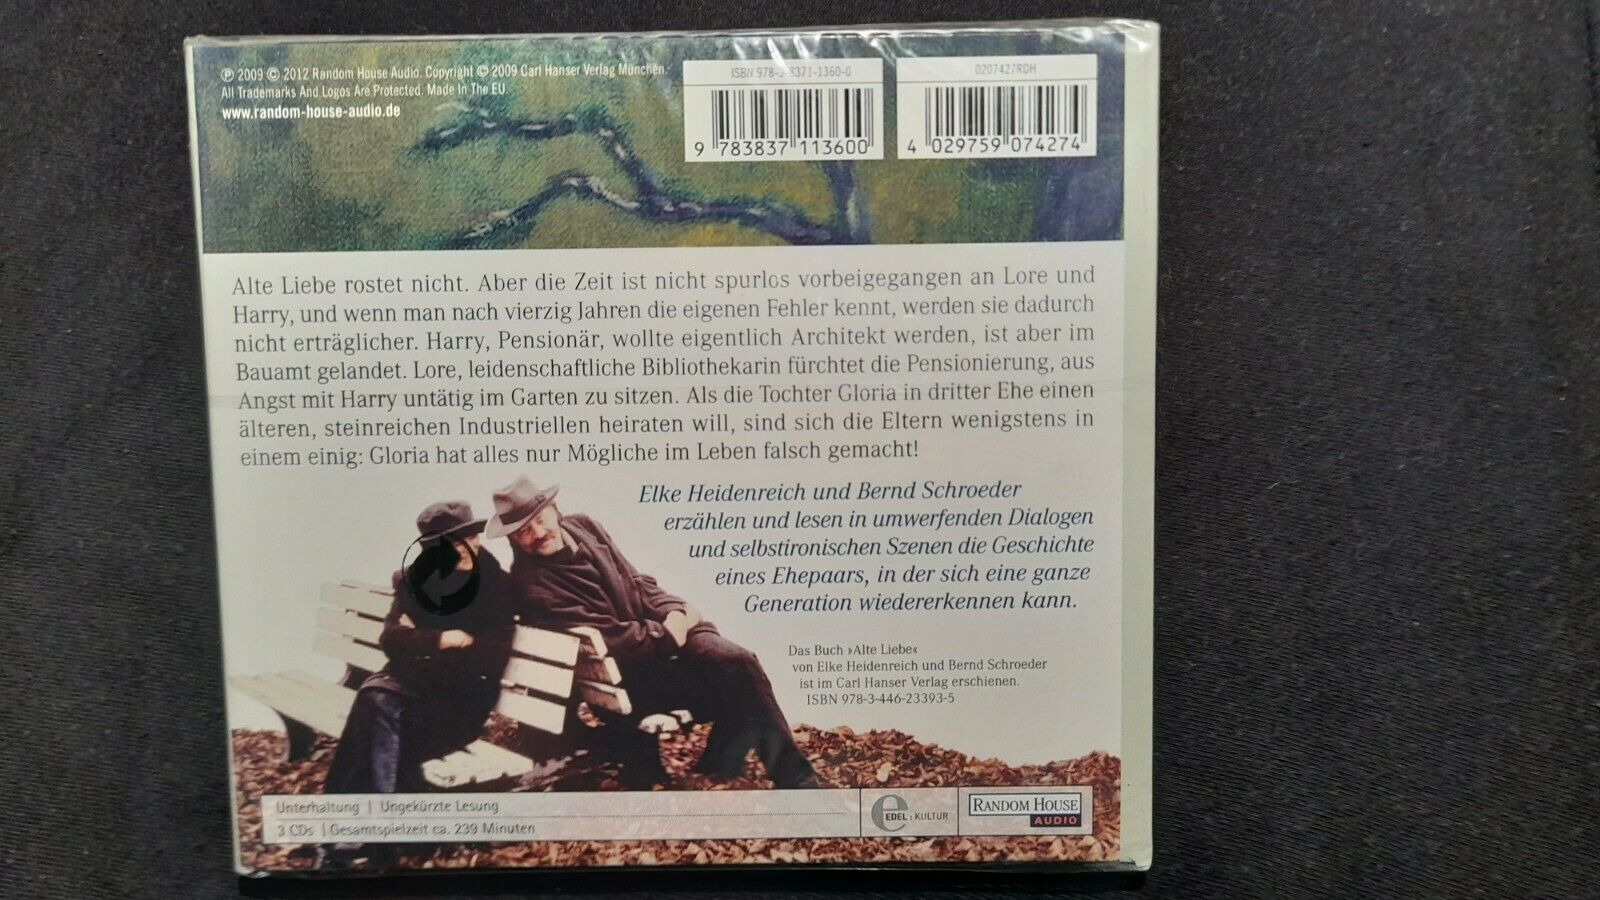 ℗ 2009 © 2012 Random House Audio. Copyright © 2009 Carl Hanser Verlag München.
All Trademarks And Logos Are Protected. Made In The EU.
www.random-house-audio.de
ISBN 978-3-8371-1360-0
9 783837 113600
0207427RDH
4 029759 074274
Alte Liebe rostet nicht. Aber die Zeit ist nicht spurlos vorbeigegangen an Lore und
Harry, und wenn man nach vierzig Jahren die eigenen Fehler kennt, werden sie dadurch
nicht erträglicher. Harry, Pensionär, wollte eigentlich Architekt werden, ist aber im
Bauamt gelandet. Lore, leidenschaftliche Bibliothekarin fürchtet die Pensionierung, aus
Angst mit Harry untätig im Garten zu sitzen. Als die Tochter Gloria in dritter Ehe einen
älteren, steinreichen Industriellen heiraten will, sind sich die Eltern wenigstens in
einem einig: Gloria hat alles nur Mögliche im Leben falsch gemacht!
Elke Heidenreich und Bernd Schroeder
erzählen und lesen in umwerfenden Dialogen
und selbstironischen Szenen die Geschichte
eines Ehepaars, in der sich eine ganze
Generation wiedererkennen kann.
Das Buch »Alte Liebe«
von Elke Heidenreich und Bernd Schroeder
ist im Carl Hanser Verlag erschienen.
ISBN 978-3-446-23393-5
Unterhaltung | Ungekürzte Lesung
3 CDs | Gesamtspielzeit ca. 239 Minuten
e
EDEL:KULTUR
RANDOM HOUSE
AUDIO